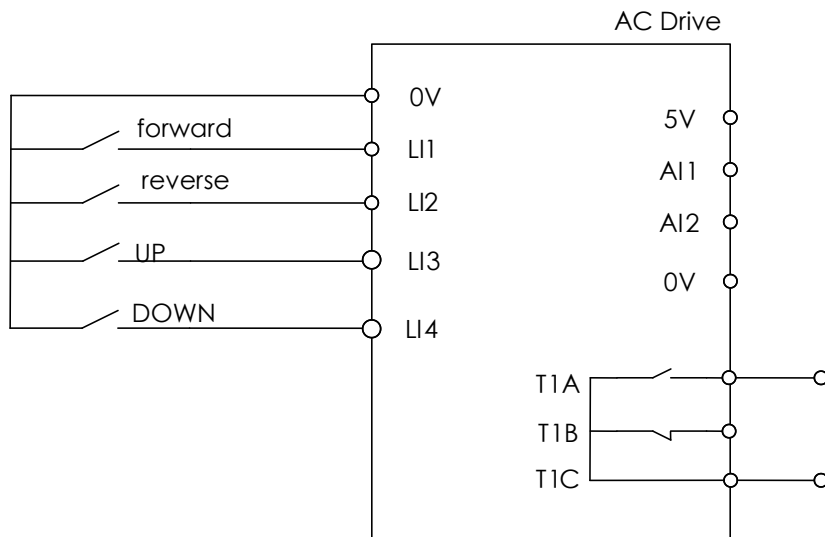 AC Drive
0V
forward
LI1
reverse
LI2
UP
LI3
DOWN
LI4
5V
AI1
AI2
0V
T1A
T1B
T1C